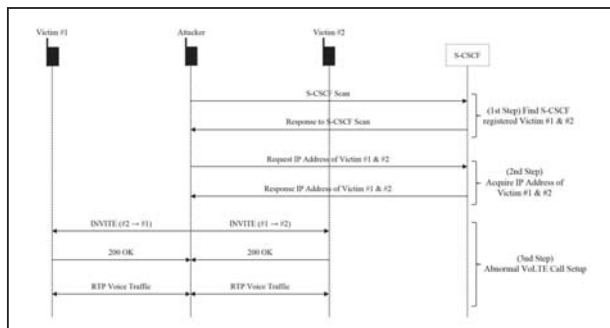 Victim #1 Attacker Victim #2 S-CSCF
S-CSCF Scan
Response to S-CSCF Scan
(1st Step) Find S-CSCF
registered Victim #1 & #2
Request IP Address of Victim #1 & #2
Response IP Address of Victim #1 & #2
(2nd Step)
Acquire IP Address of
Victim #1 & #2
INVITE (#2 → #1) INVITE (#1 → #2)
200 OK 200 OK
RTP Voice Traffic RTP Voice Traffic
(3nd Step)
Abnormal VoLTE Call Setup